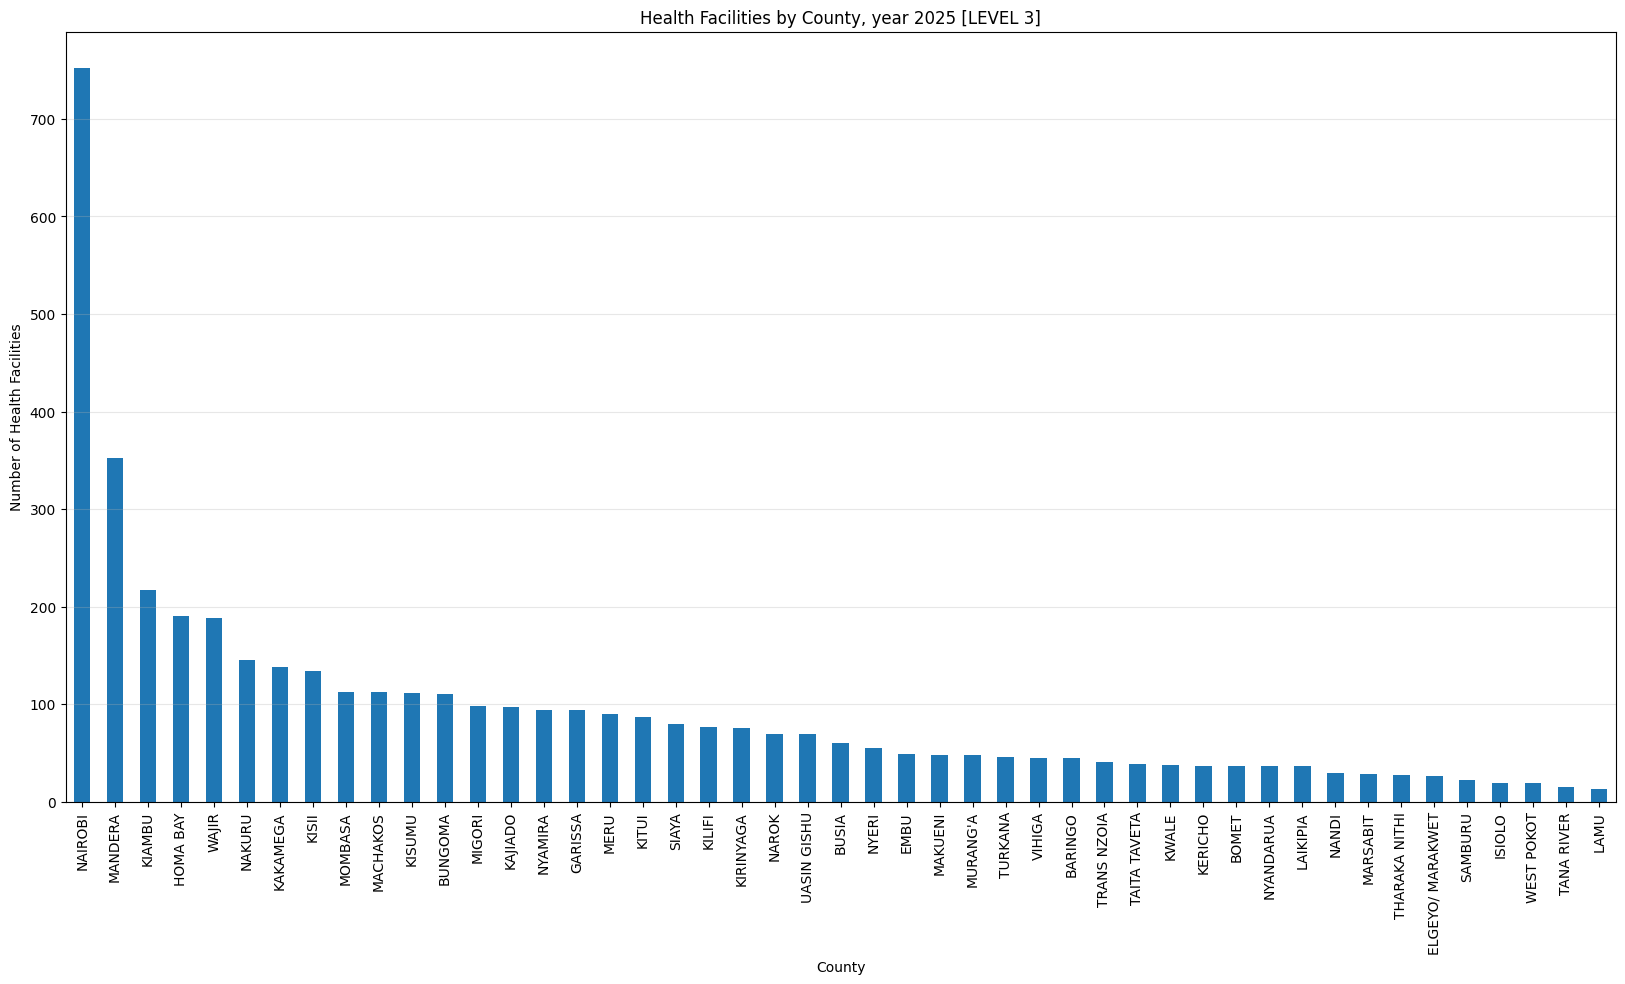 Health Facilities by County, year 2025 [LEVEL 3]
Number of Health Facilities
700
600
500
400
300
200
100
0
NAIROBI
MANDERA
KIAMBU
HOMA BAY
WAJIR
NAKURU
KAKAMEGA
KISII
MOMBASA
MACHAKOS
KISUMU
BUNGOMA
MIGORI
KAJIADO
NYAMIRA
GARISSA
MERU
KITUI
SIAYA
KILIFI
KIRINYAGA
NAROK
UASIN GISHU
BUSIA
NYERI
EMBU
MAKUENI
MURANG'A
TURKANA
VIHIGA
BARINGO
TRANS NZOIA
TAITA TAVETA
KWALE
KERICHO
BOMET
NYANDARUA
LAIKIPIA
NANDI
MARSABIT
THARAKA NITHI
ELGEYO/ MARAKWET
SAMBURU
ISIOLO
WEST POKOT
TANA RIVER
LAMU
County